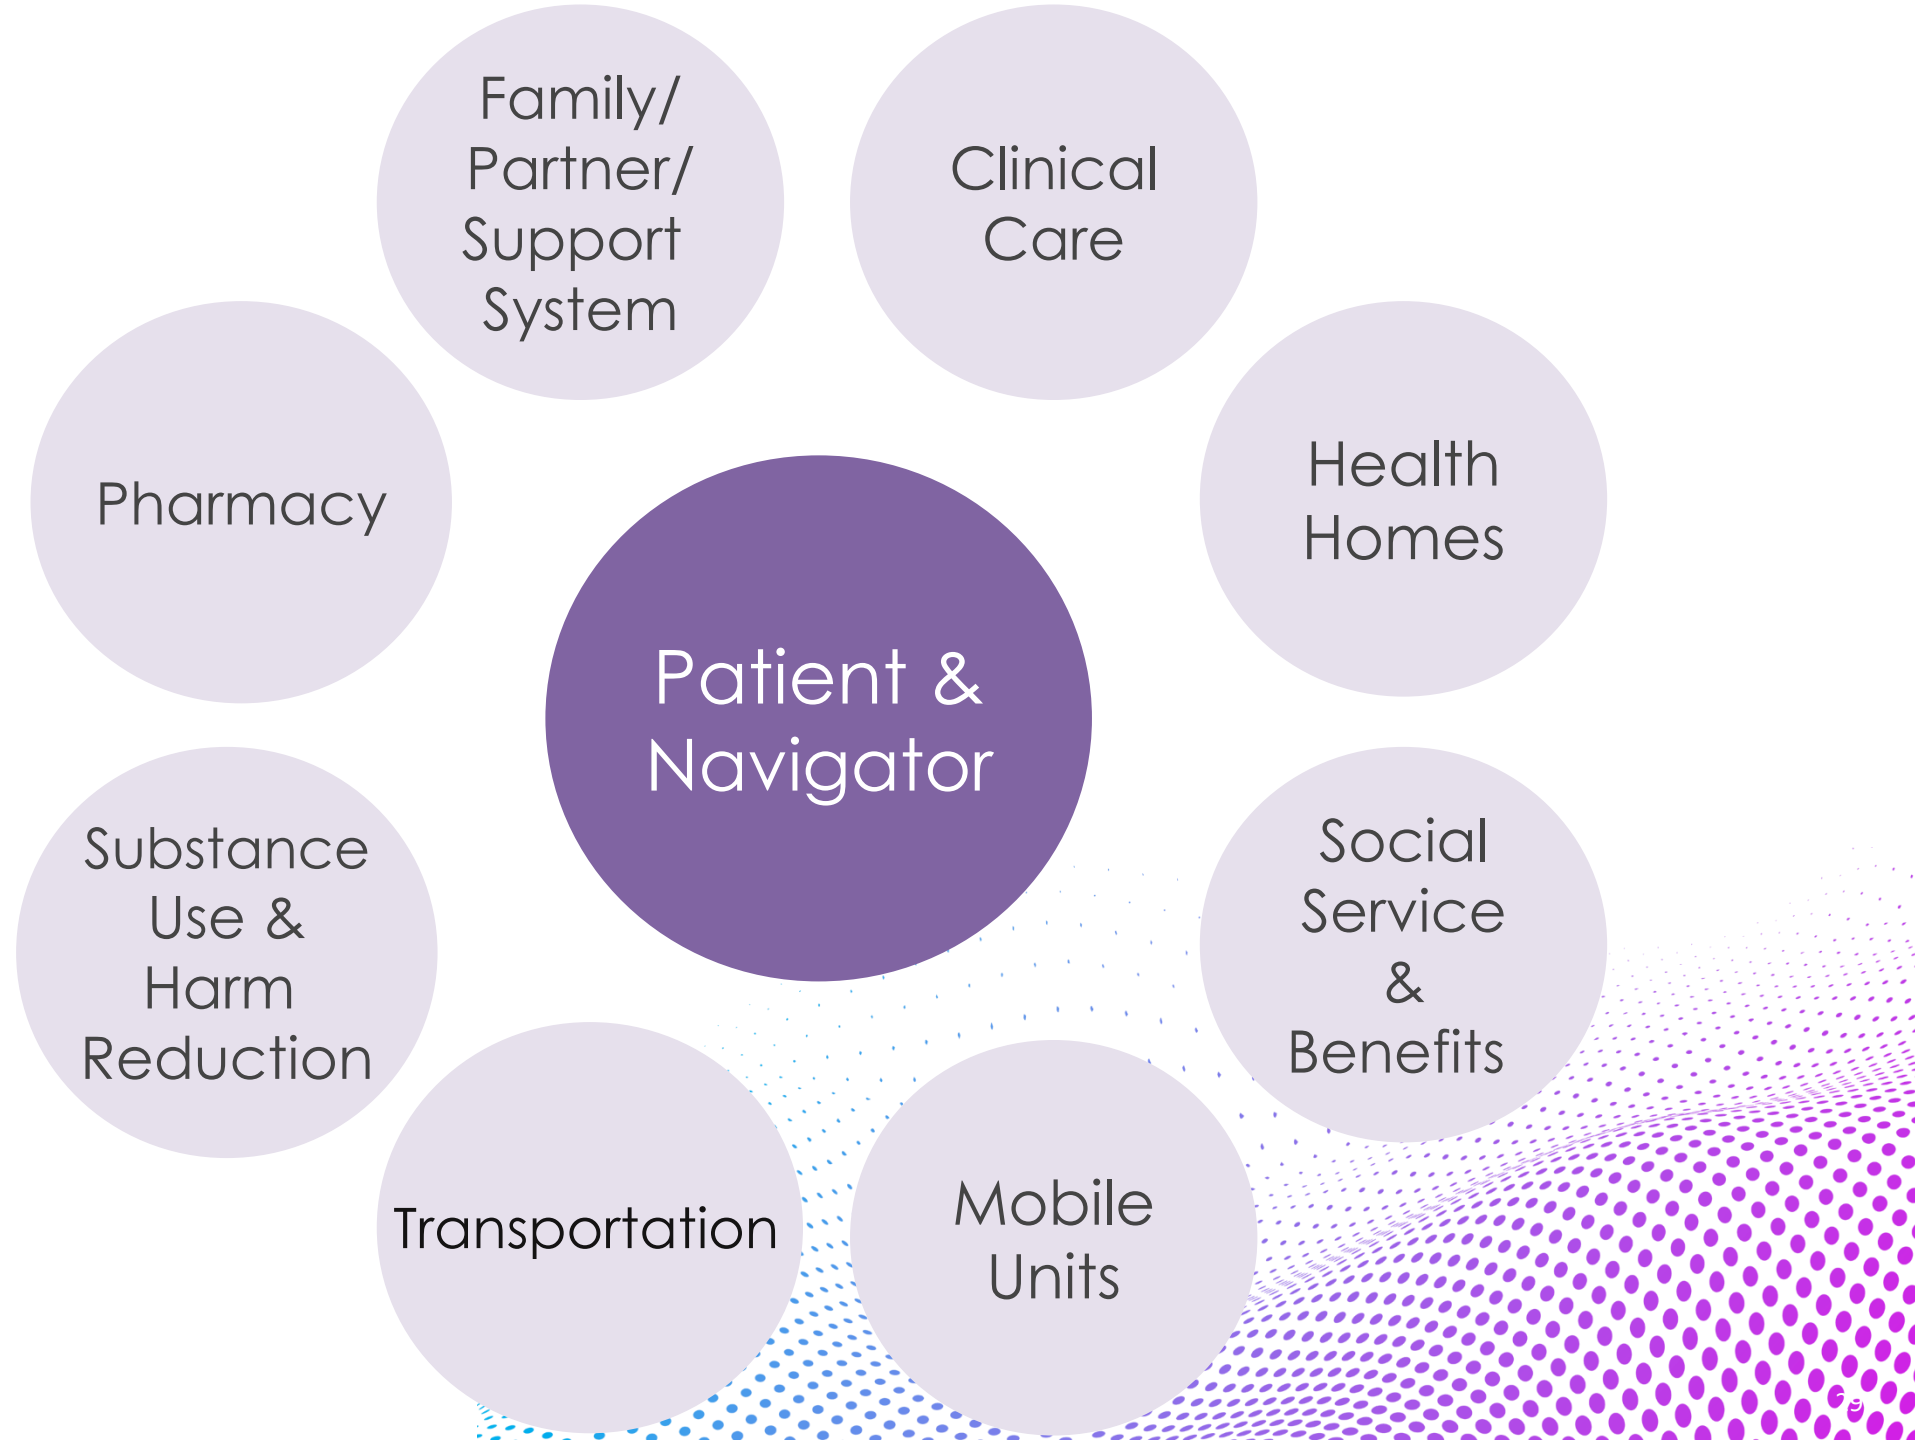 Family/
Partner/
Support
System
Clinical
Care
Health
Homes
Social
Service
&
Benefits
Mobile
Units
Transportation
Substance
Use &
Harm
Reduction
Pharmacy
Patient &
Navigator
29